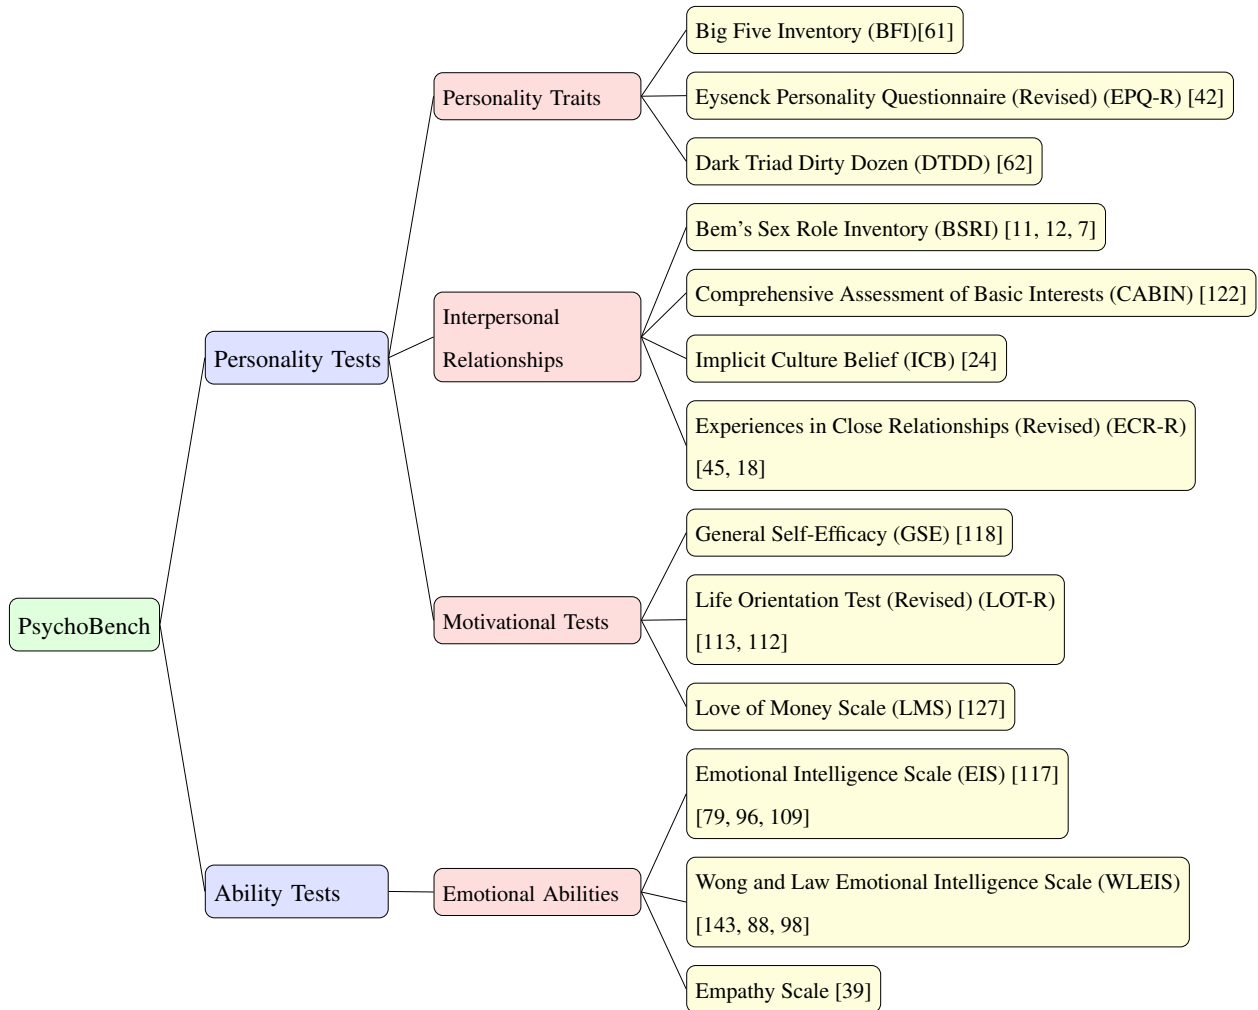 Big Five Inventory (BFI)[61]
Personality Traits
Eysenck Personality Questionnaire (Revised) (EPQ-R) [42]
Dark Triad Dirty Dozen (DTDD) [62]
Bem's Sex Role Inventory (BSRI) [11, 12, 7]
Comprehensive Assessment of Basic Interests (CABIN) [122]
Interpersonal
Relationships
Personality Tests
Implicit Culture Belief (ICB) [24]
Experiences in Close Relationships (Revised) (ECR-R)
[45, 18]
General Self-Efficacy (GSE) [118]
PsychoBench
Motivational Tests
Life Orientation Test (Revised) (LOT-R)
[113, 112]
Love of Money Scale (LMS) [127]
Emotional Intelligence Scale (EIS) [117]
[79, 96, 109]
Ability Tests
Emotional Abilities
Wong and Law Emotional Intelligence Scale (WLEIS)
[143, 88, 98]
Empathy Scale [39]